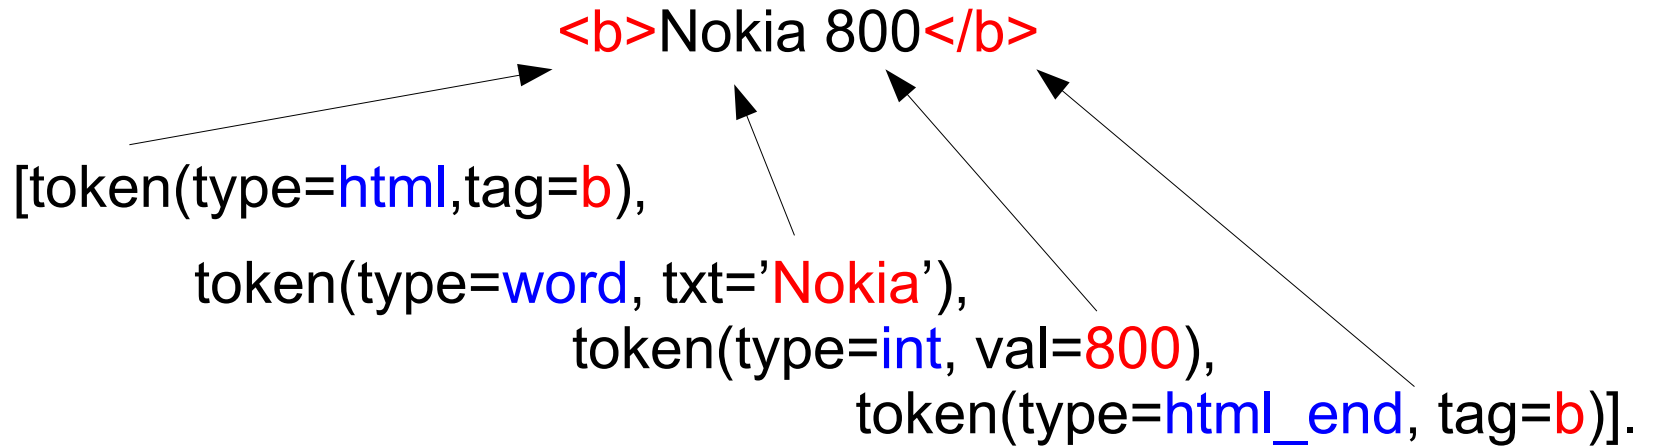 <b>Nokia 800</b>
[token(type=html,tag=b),
token(type=word, txt=’Nokia’),
token(type=int, val=800),
token(type=html_end, tag=b)].